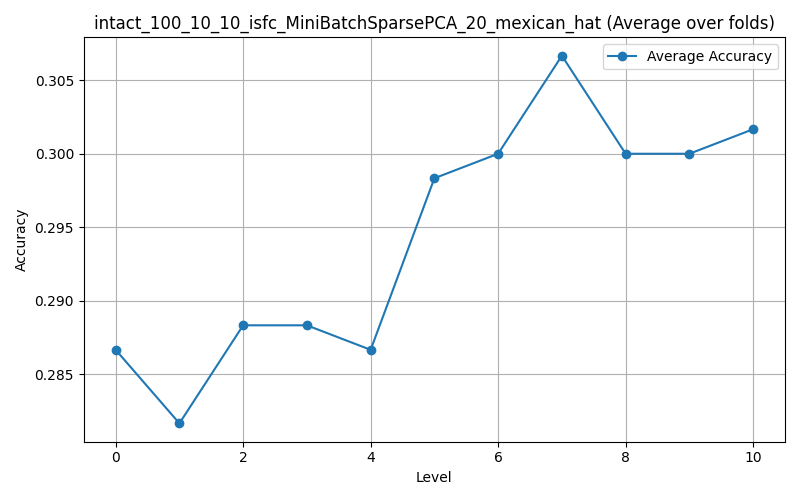 intact_100_10_10_isfc_MiniBatchSparsePCA_20_mexican_hat (Average over folds)
Average Accuracy
0.305
0.300
0.295
0.290
0.285
Accuracy
0 2 4 6 8 10
Level